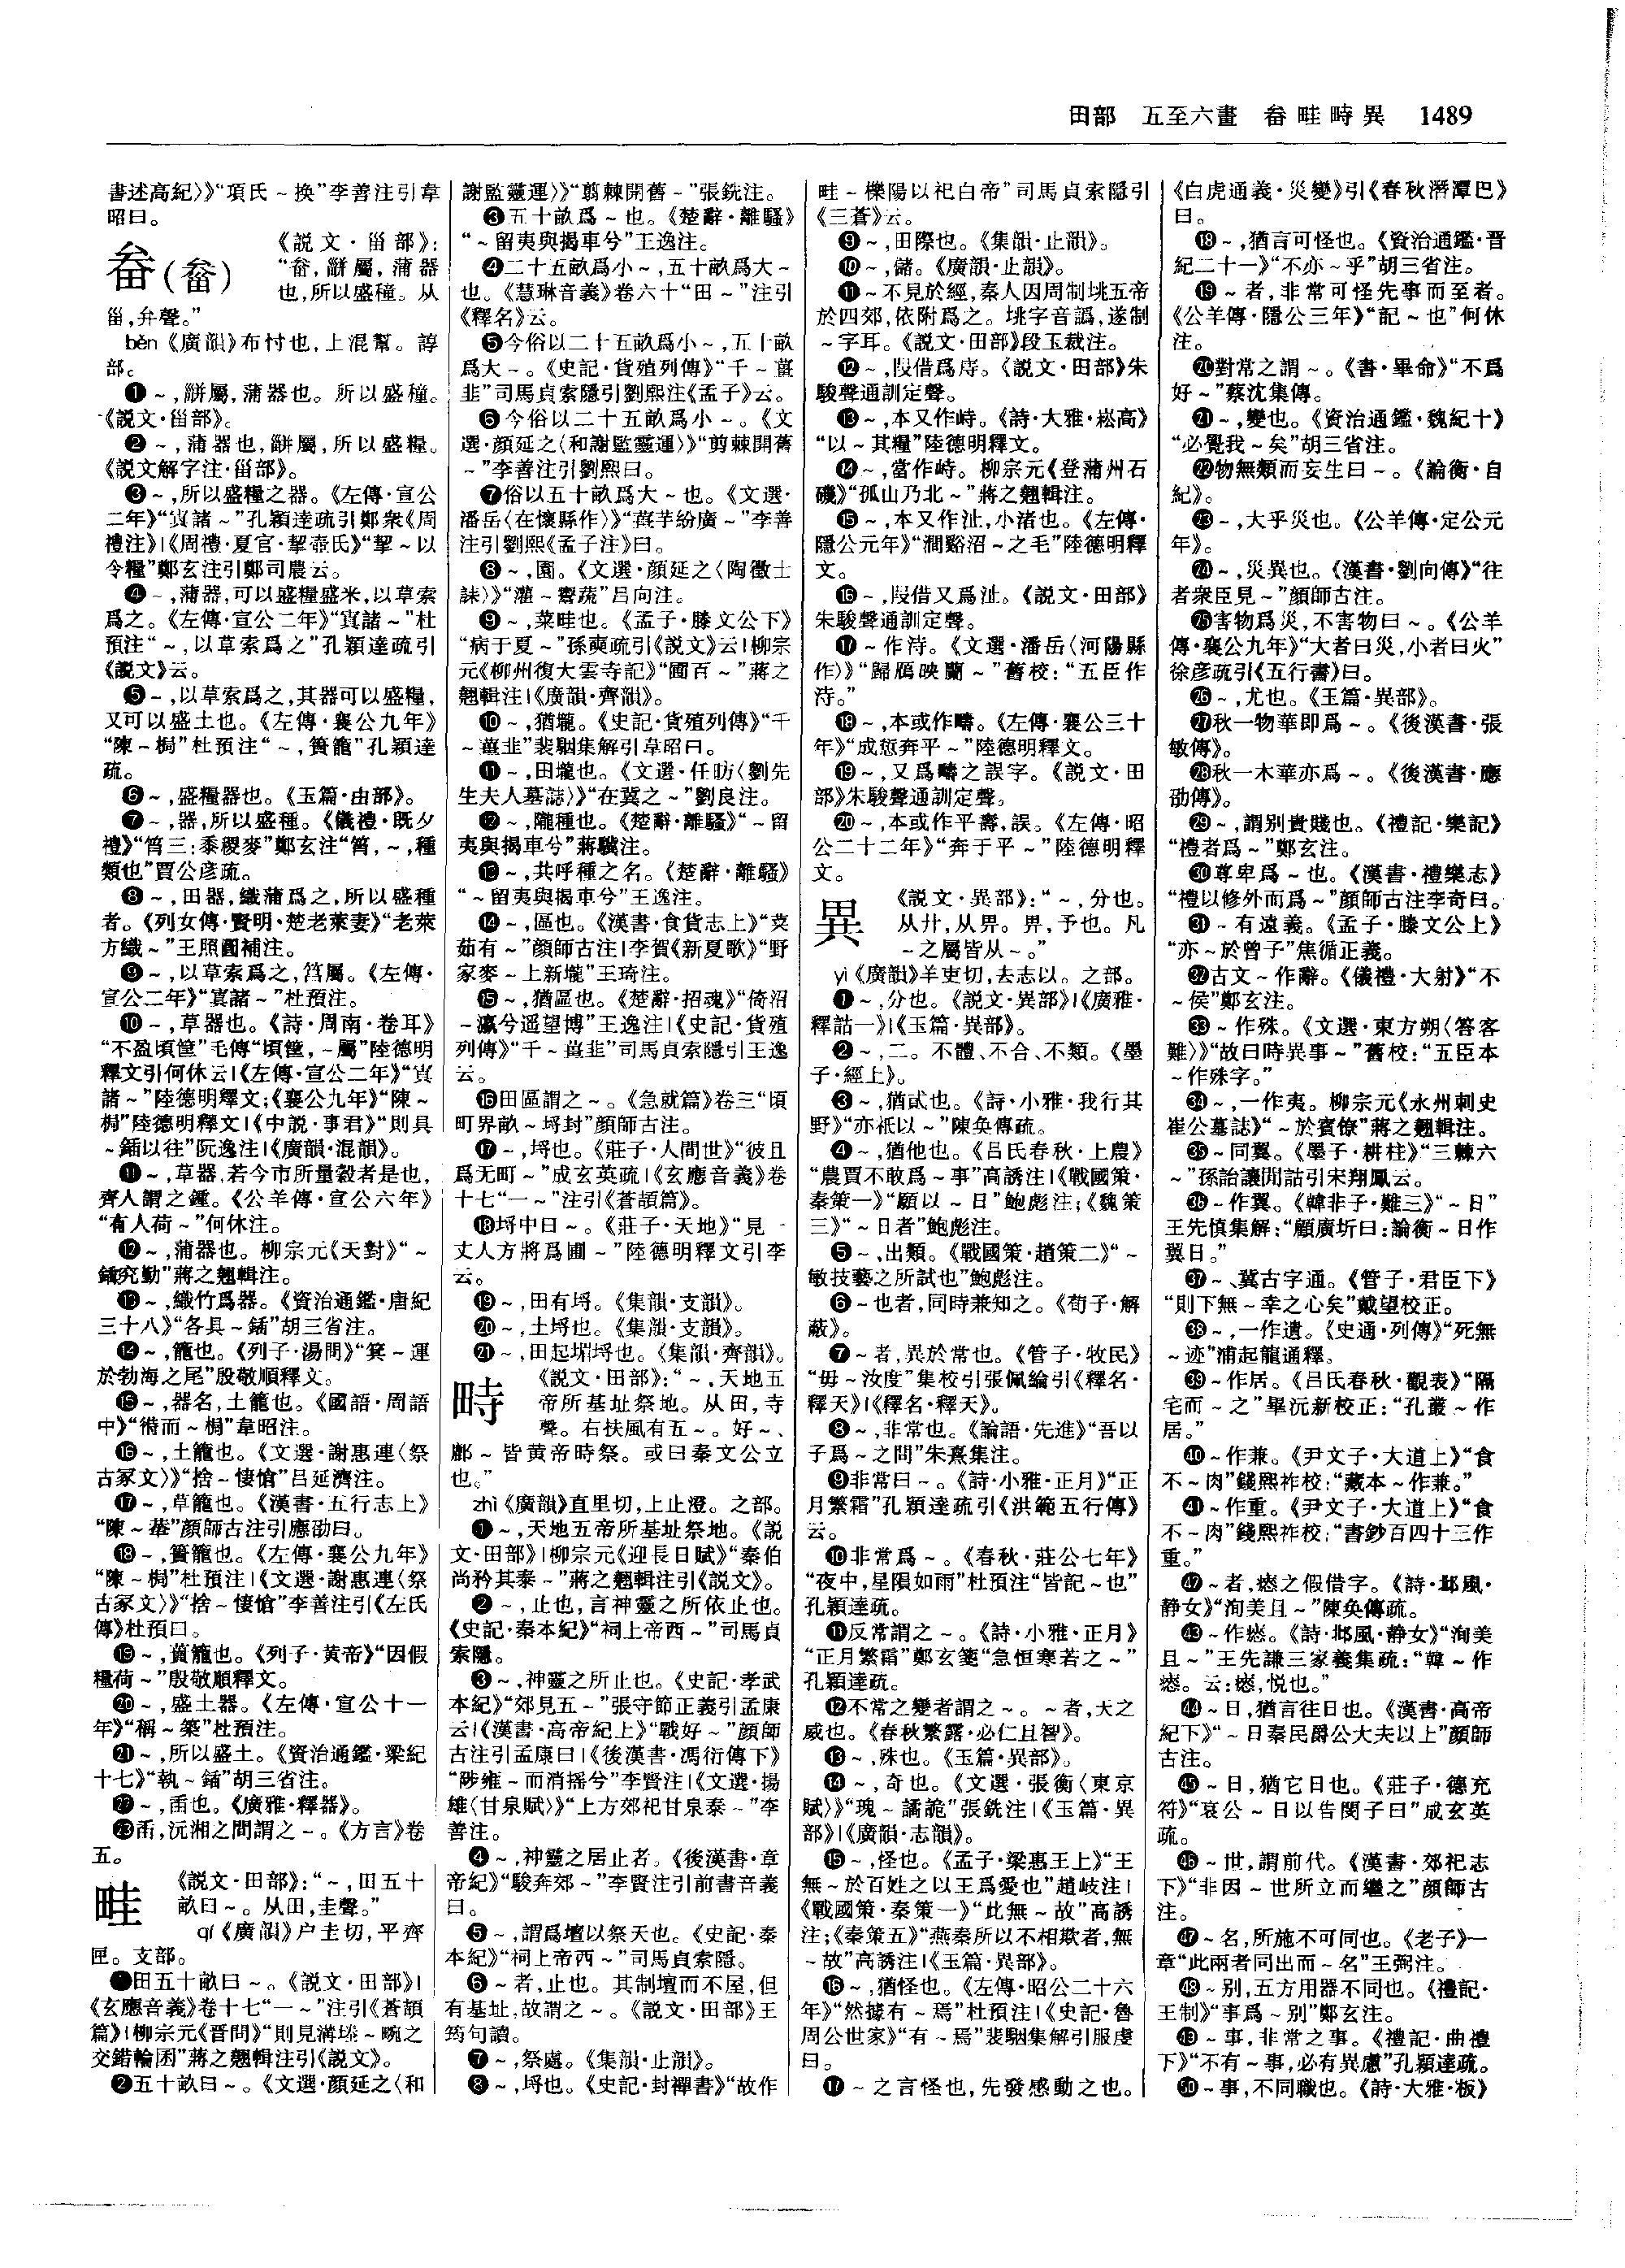 田部　五至六畫　畚畦畤異　1489
書述高紀〉》“項氏～换”李善注引韋
昭曰。
畚(𤲺)
《説文·甾部》:
“畚,䉛屬,蒲器
也,所以盛穜。从
甾,弁聲。”
běn《廣韻》布忖也,上混幫。諄
部。
❶～,䉛屬,蒲器也。所以盛穜。
《説文·甾部》。
❷～,蒲器也,䉛屬,所以盛糧。
《説文解字注·甾部》。
❸～,所以盛糧之器。《左傳·宣公
二年》“寘諸～”孔穎達疏引鄭衆《周
禮注》|《周禮·夏官·挈壺氏》“挈～以
令糧”鄭玄注引鄭司農云。
❹～,蒲器,可以盛糧盛米,以草索
爲之。《左傳·宣公二年》“寘諸～”杜
預注“～,以草索爲之”孔穎達疏引
《説文》云。
❺～,以草索爲之,其器可以盛糧,
又可以盛土也。《左傳·襄公九年》
“陳～梮”杜預注“～,簣籠”孔穎達
疏。
❻～,盛糧器也。《玉篇·由部》。
❼～,器,所以盛種。《儀禮·既夕
禮》“筲三:黍稷麥”鄭玄注“筲,～,種
類也”賈公彦疏。
❽～,田器,織蒲爲之,所以盛種
者。《列女傳·賢明·楚老萊妻》“老萊
方織～”王照圓補注。
❾～,以草索爲之,筥屬。《左傳·
宣公二年》“寘諸～”杜預注。
❿～,草器也。《詩·周南·卷耳》
“不盈頃筐”毛傳“頃筐,～屬”陸德明
釋文引何休云|《左傳·宣公二年》“寘
諸～”陸德明釋文;《襄公九年》“陳～
梮”陸德明釋文|《中説·事君》“則具
～鍤以往”阮逸注|《廣韻·混韻》。
⓫～,草器,若今市所量穀者是也,
齊人謂之鍾。《公羊傳·宣公六年》
“有人荷～”何休注。
⓬～,蒲器也。柳宗元《天對》“～
鍤究勤”蔣之翹輯注。
⓭～,織竹爲器。《資治通鑑·唐紀
三十八》“各具～鍤”胡三省注。
⓮～,籠也。《列子·湯問》“箕～運
於勃海之尾”殷敬順釋文。
⓯～,器名,土籠也。《國語·周語
中》“偫而～梮”韋昭注。
⓰～,土籠也。《文選·謝惠連〈祭
古冢文〉》“捨～悽愴”吕延濟注。
⓱～,草籠也。《漢書·五行志上》
“陳～輂”顔師古注引應劭曰。
⓲～,簣籠也。《左傳·襄公九年》
“陳～梮”杜預注|《文選·謝惠連〈祭
古冢文〉》“捨～悽愴”李善注引《左氏
傳》杜預曰。
⓳～,蕢籠也。《列子·黄帝》“因假
糧荷～”殷敬順釋文。
⓴～,盛土器。《左傳·宣公十一
年》“稱～築”杜預注。
㉑～,所以盛土。《資治通鑑·梁紀
十七》“執～鍤”胡三省注。
㉒～,臿也。《廣雅·釋器》。
㉓臿,沅湘之間謂之～。《方言》卷
五。
畦
《説文·田部》:“～,田五十
畝曰～。从田,圭聲。”
qí《廣韻》户圭切,平齊
匣。支部。
❶田五十畝曰～。《説文·田部》|
《玄應音義》卷十七“一～”注引《蒼頡
篇》|柳宗元《晋問》“則見溝塍～畹之
交錯輪囷”蔣之翹輯注引《説文》。
❷五十畝曰～。《文選·顔延之〈和
謝監靈運〉》“翦棘開舊～”張銑注。
❸五十畝爲～也。《楚辭·離騷》
“～留夷與揭車兮”王逸注。
❹二十五畝爲小～,五十畝爲大～
也。《慧琳音義》卷六十“田～”注引
《釋名》云。
❺今俗以二十五畝爲小～,五十畝
爲大～。《史記·貨殖列傳》“千～薑
韭”司馬貞索隱引劉熙注《孟子》云。
❻今俗以二十五畝爲小～。《文
選·顔延之〈和謝監靈運〉》“剪棘開舊
～”李善注引劉熙曰。
❼俗以五十畝爲大～也。《文選·
潘岳〈在懷縣作〉》“薑芋紛廣～”李善
注引劉熙《孟子注》曰。
❽～,園。《文選·顔延之〈陶徵士
誄〉》“灌～鬻蔬”吕向注。
❾～,菜畦也。《孟子·滕文公下》
“病于夏～”孫奭疏引《説文》云|柳宗
元《柳州復大雲寺記》“圃百～”蔣之
翹輯注|《廣韻·齊韻》。
❿～,猶壠。《史記·貨殖列傳》“千
～薑韭”裴駰集解引韋昭曰。
⓫～,田壠也。《文選·任昉〈劉先
生夫人墓誌〉》“在冀之～”劉良注。
⓬～,隴種也。《楚辭·離騷》“～留
夷與揭車兮”蔣驥注。
⓭～,共呼種之名。《楚辭·離騷》
“～留夷與揭車兮”王逸注。
⓮～,區也。《漢書·食貨志上》“菜
茹有～”顔師古注|李賀《新夏歌》“野
家麥～上新壠”王琦注。
⓯～,猶區也。《楚辭·招魂》“倚沼
～瀛兮遥望博”王逸注|《史記·貨殖
列傳》“千～薑韭”司馬貞索隱引王逸
云。
⓰田區謂之～。《急就篇》卷三“頃
町界畝～埒封”顔師古注。
⓱～,埒也。《莊子·人間世》“彼且
爲无町～”成玄英疏|《玄應音義》卷
十七“一～”注引《蒼頡篇》。
⓲埒中曰～。《莊子·天地》“見一
丈人方將爲圃～”陸德明釋文引李
云。
⓳～,田有埒。《集韻·支韻》。
⓴～,土埒也。《集韻·支韻》。
㉑～,田起堳埒也。《集韻·齊韻》。
畤
《説文·田部》:“～,天地五
帝所基址祭地。从田,寺
聲。右扶風有五～。好～、
鄜～皆黄帝時祭。或曰秦文公立
也。”
zhì《廣韻》直里切,上止澄。之部。
❶～,天地五帝所基址祭地。《説
文·田部》|柳宗元《迎長日賦》“秦伯
尚矜其泰～”蔣之翹輯注引《説文》。
❷～,止也,言神靈之所依止也。
《史記·秦本紀》“祠上帝西～”司馬貞
索隱。
❸～,神靈之所止也。《史記·孝武
本紀》“郊見五～”張守節正義引孟康
云|《漢書·高帝紀上》“戰好～”顔師
古注引孟康曰|《後漢書·馮衍傳下》
“陟雍～而消摇兮”李賢注|《文選·揚
雄〈甘泉賦〉》“上方郊祀甘泉泰～”李
善注。
❹～,神靈之居止者。《後漢書·章
帝紀》“駿奔郊～”李賢注引前書音義
曰。
❺～,謂爲壇以祭天也。《史記·秦
本紀》“祠上帝西～”司馬貞索隱。
❻～者,止也。其制壇而不屋,但
有基址,故謂之～。《説文·田部》王
筠句讀。
❼～,祭處。《集韻·止韻》。
❽～,埒也。《史記·封禪書》“故作
畦～櫟陽以祀白帝”司馬貞索隱引
《三蒼》云。
❾～,田際也。《集韻·止韻》。
❿～,儲。《廣韻·止韻》。
⓫～不見於經,秦人因周制垗五帝
於四郊,依附爲之。垗字音譌,遂制
～字耳。《説文·田部》段玉裁注。
⓬～,叚借爲庤。《説文·田部》朱
駿聲通訓定聲。
⓭～,本又作峙。《詩·大雅·崧高》
“以～其糧”陸德明釋文。
⓮～,當作峙。柳宗元《登蒲州石
磯》“孤山乃北～”蔣之翹輯注。
⓯～,本又作沚,小渚也。《左傳·
隱公元年》“澗谿沼～之毛”陸德明釋
文。
⓰～,叚借又爲沚。《説文·田部》
朱駿聲通訓定聲。
⓱～作洔。《文選·潘岳〈河陽縣
作〉》“歸鴈映蘭～”舊校:“五臣作
洔。”
⓲～,本或作疇。《左傳·襄公三十
年》“成愆奔平～”陸德明釋文。
⓳～,又爲疇之誤字。《説文·田
部》朱駿聲通訓定聲。
⓴～,本或作平壽,誤。《左傳·昭
公二十二年》“奔于平～”陸德明釋
文。
異
《説文·異部》:“～,分也。
从廾,从畀。畀,予也。凡
～之屬皆从～。”
yì《廣韻》羊吏切,去志以。之部。
❶～,分也。《説文·異部》|《廣雅·
釋詁一》|《玉篇·異部》。
❷～,二。不體、不合、不類。《墨
子·經上》。
❸～,猶貳也。《詩·小雅·我行其
野》“亦祇以～”陳奂傳疏。
❹～,猶他也。《吕氏春秋·上農》
“農賈不敢爲～事”高誘注|《戰國策·
秦策一》“願以～日”鮑彪注;《魏策
三》“～日者”鮑彪注。
❺～,出類。《戰國策·趙策二》“～
敏技藝之所試也”鮑彪注。
❻～也者,同時兼知之。《荀子·解
蔽》。
❼～者,異於常也。《管子·牧民》
“毋～汝度”集校引張佩綸引《釋名·
釋天》|《釋名·釋天》。
❽～,非常也。《論語·先進》“吾以
子爲～之問”朱熹集注。
❾非常曰～。《詩·小雅·正月》“正
月繁霜”孔穎達疏引《洪範五行傳》
云。
❿非常爲～。《春秋·莊公七年》
“夜中,星隕如雨”杜預注“皆記～也”
孔穎達疏。
⓫反常謂之～。《詩·小雅·正月》
“正月繁霜”鄭玄箋“急恒寒若之～”
孔穎達疏。
⓬不常之變者謂之～。～者,天之
威也。《春秋繁露·必仁且智》。
⓭～,殊也。《玉篇·異部》。
⓮～,奇也。《文選·張衡〈東京
賦〉》“瑰～譎詭”張銑注|《玉篇·異
部》|《廣韻·志韻》。
⓯～,怪也。《孟子·梁惠王上》“王
無～於百姓之以王爲愛也”趙岐注|
《戰國策·秦策一》“此無～故”高誘
注;《秦策五》“燕秦所以不相欺者,無
～故”高誘注|《玉篇·異部》。
⓰～,猶怪也。《左傳·昭公二十六
年》“然據有～焉”杜預注|《史記·魯
周公世家》“有～焉”裴駰集解引服虔
曰。
⓱～之言怪也,先發感動之也。
《白虎通義·災變》引《春秋潛潭巴》
曰。
⓲～,猶言可怪也。《資治通鑑·晋
紀二十一》“不亦～乎”胡三省注。
⓳～者,非常可怪先事而至者。
《公羊傳·隱公三年》“記～也”何休
注。
⓴對常之謂～。《書·畢命》“不爲
好～”蔡沈集傳。
㉑～,變也。《資治通鑑·魏紀十》
“必覺我～矣”胡三省注。
㉒物無類而妄生曰～。《論衡·自
紀》。
㉓～,大乎災也。《公羊傳·定公元
年》。
㉔～,災異也。《漢書·劉向傳》“往
者衆臣見～”顔師古注。
㉕害物爲災,不害物曰～。《公羊
傳·襄公九年》“大者曰災,小者曰火”
徐彦疏引《五行書》曰。
㉖～,尤也。《玉篇·異部》。
㉗秋一物華即爲～。《後漢書·張
敏傳》。
㉘秋一木華亦爲～。《後漢書·應
劭傳》。
㉙～,謂别貴賤也。《禮記·樂記》
“禮者爲～”鄭玄注。
㉚尊卑爲～也。《漢書·禮樂志》
“禮以修外而爲～”顔師古注李奇曰。
㉛～有遠義。《孟子·滕文公上》
“亦～於曾子”焦循正義。
㉜古文～作辭。《儀禮·大射》“不
～侯”鄭玄注。
㉝～作殊。《文選·東方朔〈答客
難〉》“故曰時異事～”舊校:“五臣本
～作殊字。”
㉞～,一作夷。柳宗元《永州刺史
崔公墓誌》“～於賓僚”蔣之翹輯注。
㉟～同翼。《墨子·耕柱》“三棘六
～”孫詒讓閒詁引宋翔鳳云。
㊱～作翼。《韓非子·難三》“～日”
王先慎集解:“顧廣圻曰:論衡～日作
翼日。”
㊲～、冀古字通。《管子·君臣下》
“則下無～幸之心矣”戴望校正。
㊳～,一作遺。《史通·列傳》“死無
～迹”浦起龍通釋。
㊴～作居。《吕氏春秋·觀表》“隔
宅而～之”畢沅新校正:“孔叢～作
居。”
㊵～作兼。《尹文子·大道上》“食
不～肉”錢熙祚校:“藏本～作兼。”
㊶～作重。《尹文子·大道上》“食
不～肉”錢熙祚校:“書鈔百四十三作
重。”
㊷～者,㦤之假借字。《詩·邶風·
静女》“洵美且～”陳奂傳疏。
㊸～作㦤。《詩·邶風·静女》“洵美
且～”王先謙三家義集疏:“韓～作
㦤。云:㦤,悦也。”
㊹～日,猶言往日也。《漢書·高帝
紀下》“～日秦民爵公大夫以上”顔師
古注。
㊺～日,猶它日也。《莊子·德充
符》“哀公～日以告閔子曰”成玄英
疏。
㊻～世,謂前代。《漢書·郊祀志
下》“非因～世所立而繼之”顔師古
注。
㊼～名,所施不可同也。《老子》一
章“此兩者同出而～名”王弼注。
㊽～别,五方用器不同也。《禮記·
王制》“事爲～别”鄭玄注。
㊾～事,非常之事。《禮記·曲禮
下》“不有～事,必有異慮”孔穎達疏。
㊿～事,不同職也。《詩·大雅·板》